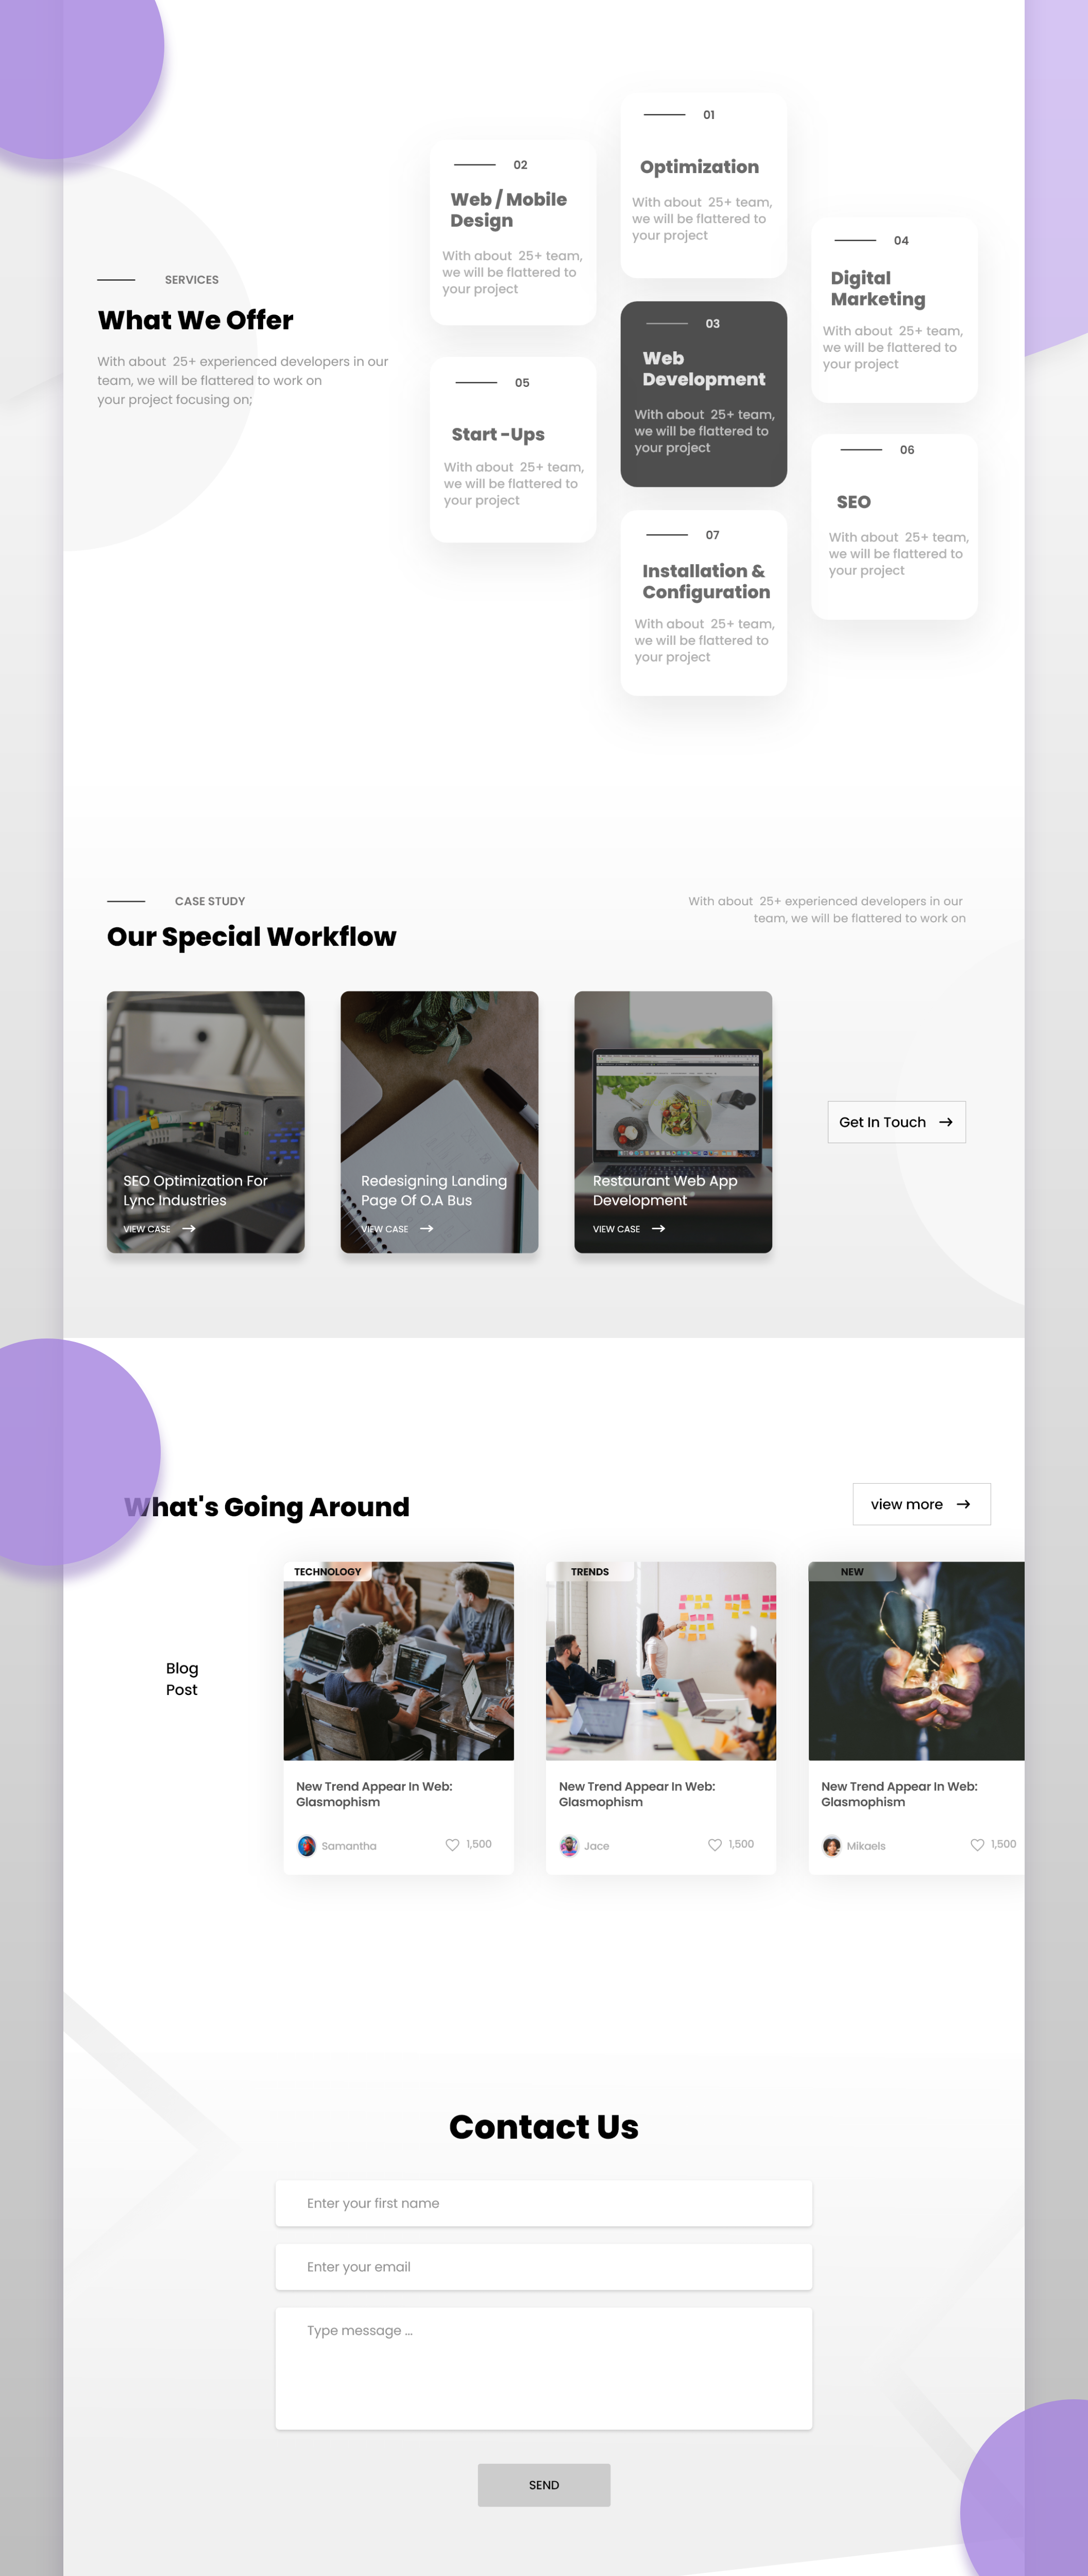 SERVICES
What We Offer
With about 25+ experienced developers in our
team, we will be flattered to work on
your project focusing on;
01
Optimization
With about 25+ team,
we will be flattered to
your project
02
Web / Mobile
Design
With about 25+ team,
we will be flattered to
your project
03
Web
Development
With about 25+ team,
we will be flattered to
your project
04
Digital
Marketing
With about 25+ team,
we will be flattered to
your project
05
Start -Ups
With about 25+ team,
we will be flattered to
your project
06
SEO
With about 25+ team,
we will be flattered to
your project
07
Installation &
Configuration
With about 25+ team,
we will be flattered to
your project
CASE STUDY
Our Special Workflow
With about 25+ experienced developers in our
team, we will be flattered to work on
SEO Optimization For
Lync Industries
VIEW CASE
Redesigning Landing
Page Of O.A Bus
VIEW CASE
Restaurant Web App
Development
VIEW CASE
Get In Touch
What's Going Around
view more
Blog
Post
TECHNOLOGY
New Trend Appear In Web:
Glasmophism
Samantha
1,500
TRENDS
New Trend Appear In Web:
Glasmophism
Jace
1,500
NEW
New Trend Appear In Web:
Glasmophism
Mikaels
1,500
Contact Us
Enter your first name
Enter your email
Type message ...
SEND